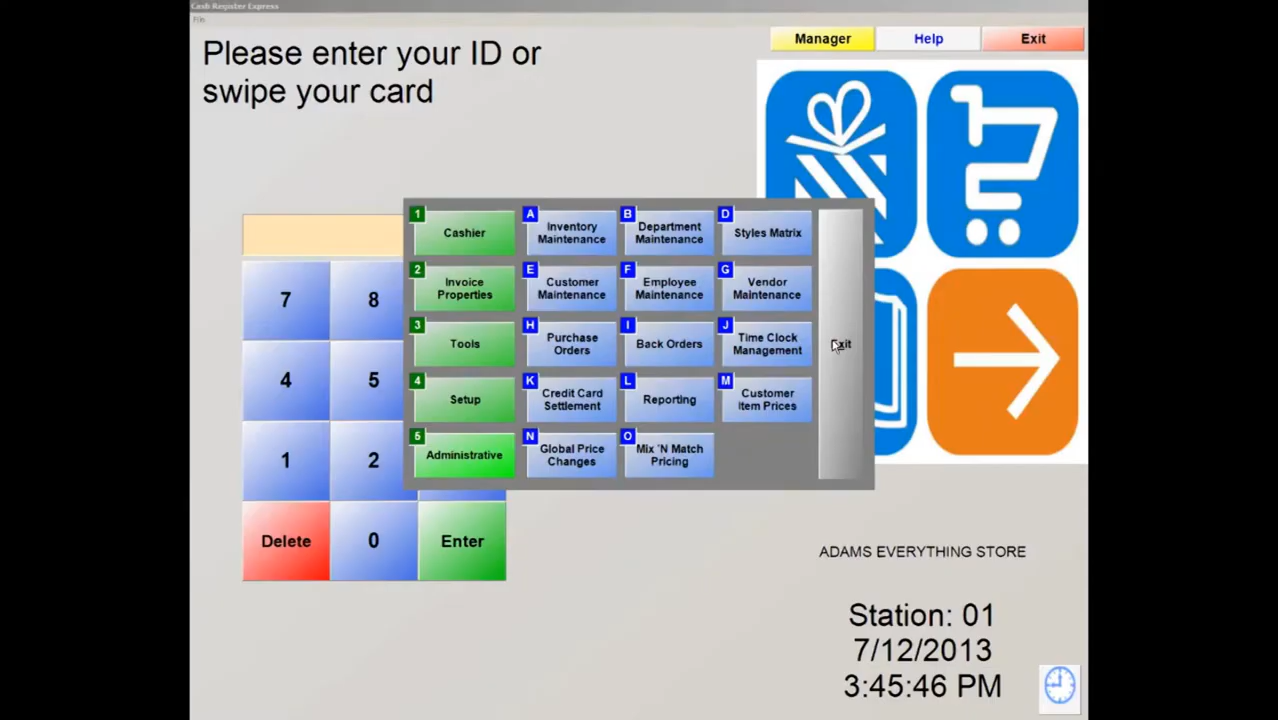 Cash Register Express
File
Please enter your ID or
swipe your card
Manager
Help
Exit
1
Cashier
A
Inventory
Maintenance
B
Department
Maintenance
D
Styles Matrix
2
Invoice
Properties
E
Customer
Maintenance
F
Employee
Maintenance
G
Vendor
Maintenance
3
Tools
H
Purchase
Orders
I
Back Orders
J
Time Clock
Management
Exit
4
Setup
K
Credit Card
Settlement
L
Reporting
M
Customer
Item Prices
5
Administrative
N
Global Price
Changes
O
Mix 'N Match
Pricing
7
8
4
5
1
2
Delete
0
Enter
ADAMS EVERYTHING STORE
Station: 01
7/12/2013
3:45:46 PM